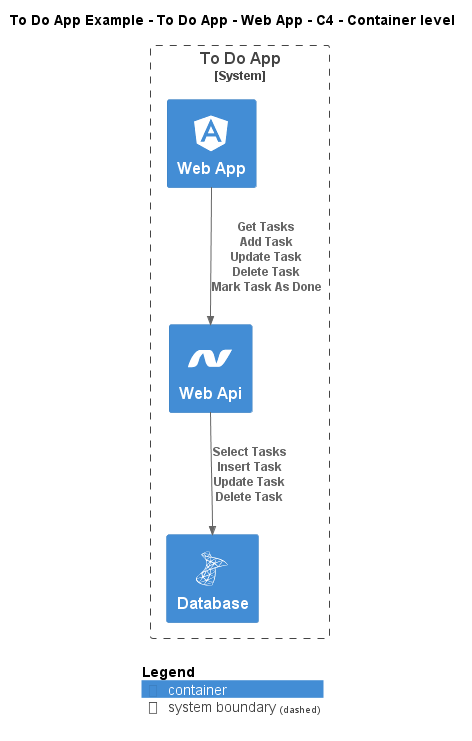 To Do App Example - To Do App - Web App - C4 - Container level
To Do App
[System]
Web App
Get Tasks
Add Task
Update Task
Delete Task
Mark Task As Done
Web Api
Select Tasks
Insert Task
Update Task
Delete Task
Database
Legend
container
system boundary (dashed)